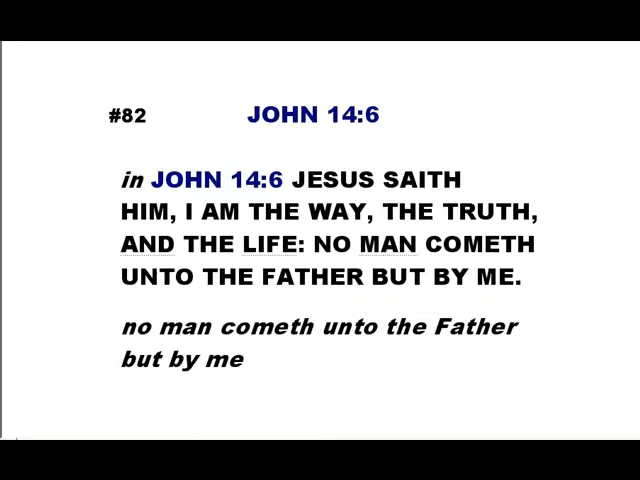 #82 JOHN 14:6
in JOHN 14:6 JESUS SAITH
HIM, I AM THE WAY, THE TRUTH,
AND THE LIFE: NO MAN COMETH
UNTO THE FATHER BUT BY ME.
no man cometh unto the Father
but by me